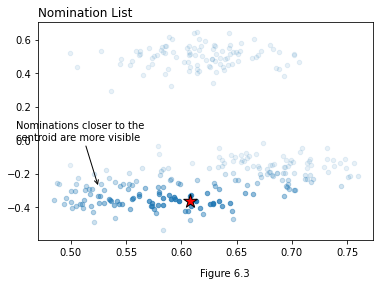 Nomination List
0.6
0.4
0.2
Nominations closer to the
0.0
centroid are more visible
−0.2
−0.4
0.50 0.55 0.60 0.65 0.70 0.75
Figure 6.3